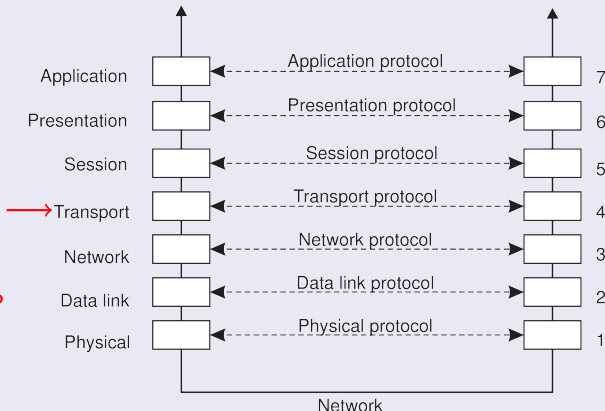 Application Application protocol 7
Presentation Presentation protocol 6
Session Session protocol 5
Transport Transport protocol 4
Network Network protocol 3
Data link Data link protocol 2
Physical Physical protocol 1
Network